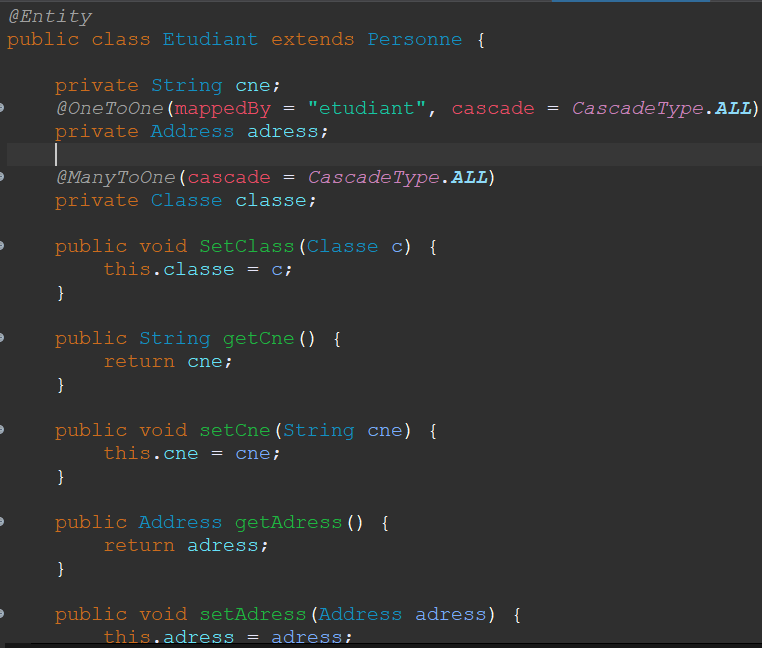 @Entity
public class Etudiant extends Personne {
private String cne;
@OneToOne(mappedBy = "etudiant", cascade = CascadeType.ALL)
private Address adress;
@ManyToOne(cascade = CascadeType.ALL)
private Classe classe;
public void SetClass(Classe c) {
this.classe = c;
}
public String getCne() {
return cne;
}
public void setCne(String cne) {
this.cne = cne;
}
public Address getAdress() {
return adress;
}
public void setAdress(Address adress) {
this.adress = adress;